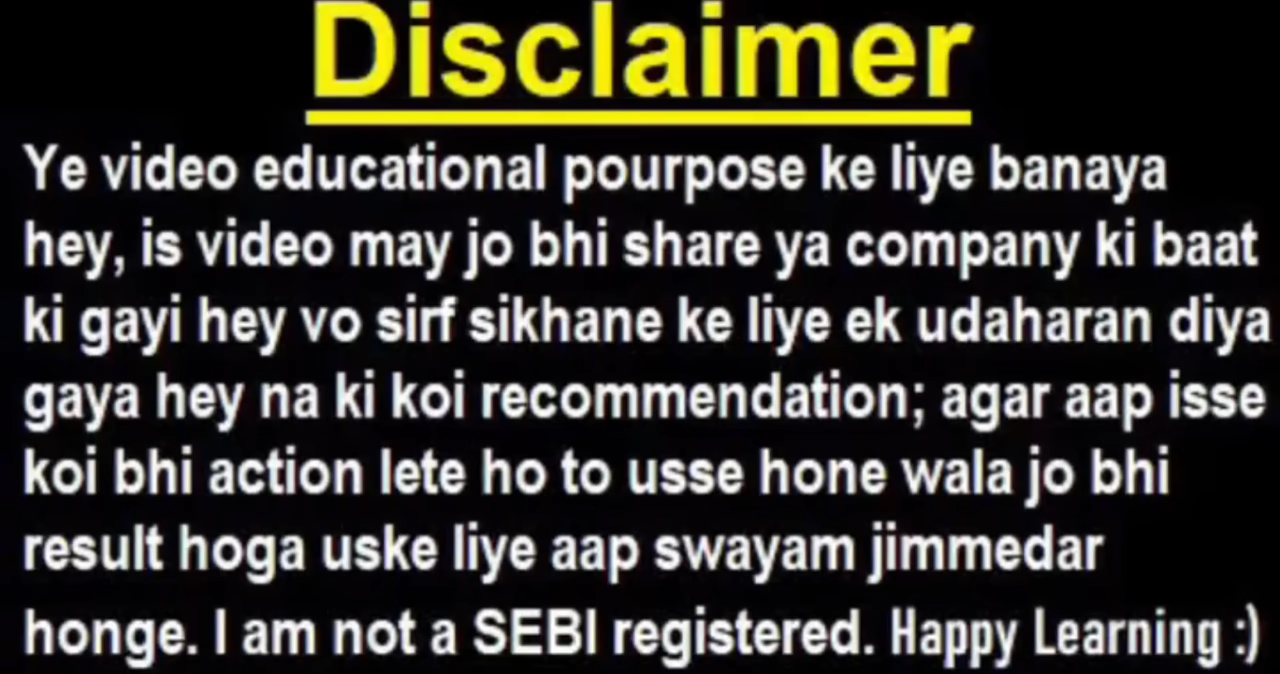 Disclaimer
Ye video educational pourpose ke liye banaya
hey, is video may jo bhi share ya company ki baat
ki gayi hey vo sirf sikhane ke liye ek udaharan diya
gaya hey na ki koi recommendation; agar aap isse
koi bhi action lete ho to usse hone wala jo bhi
result hoga uske liye aap swayam jimmedar
honge. I am not a SEBI registered. Happy Learning :)